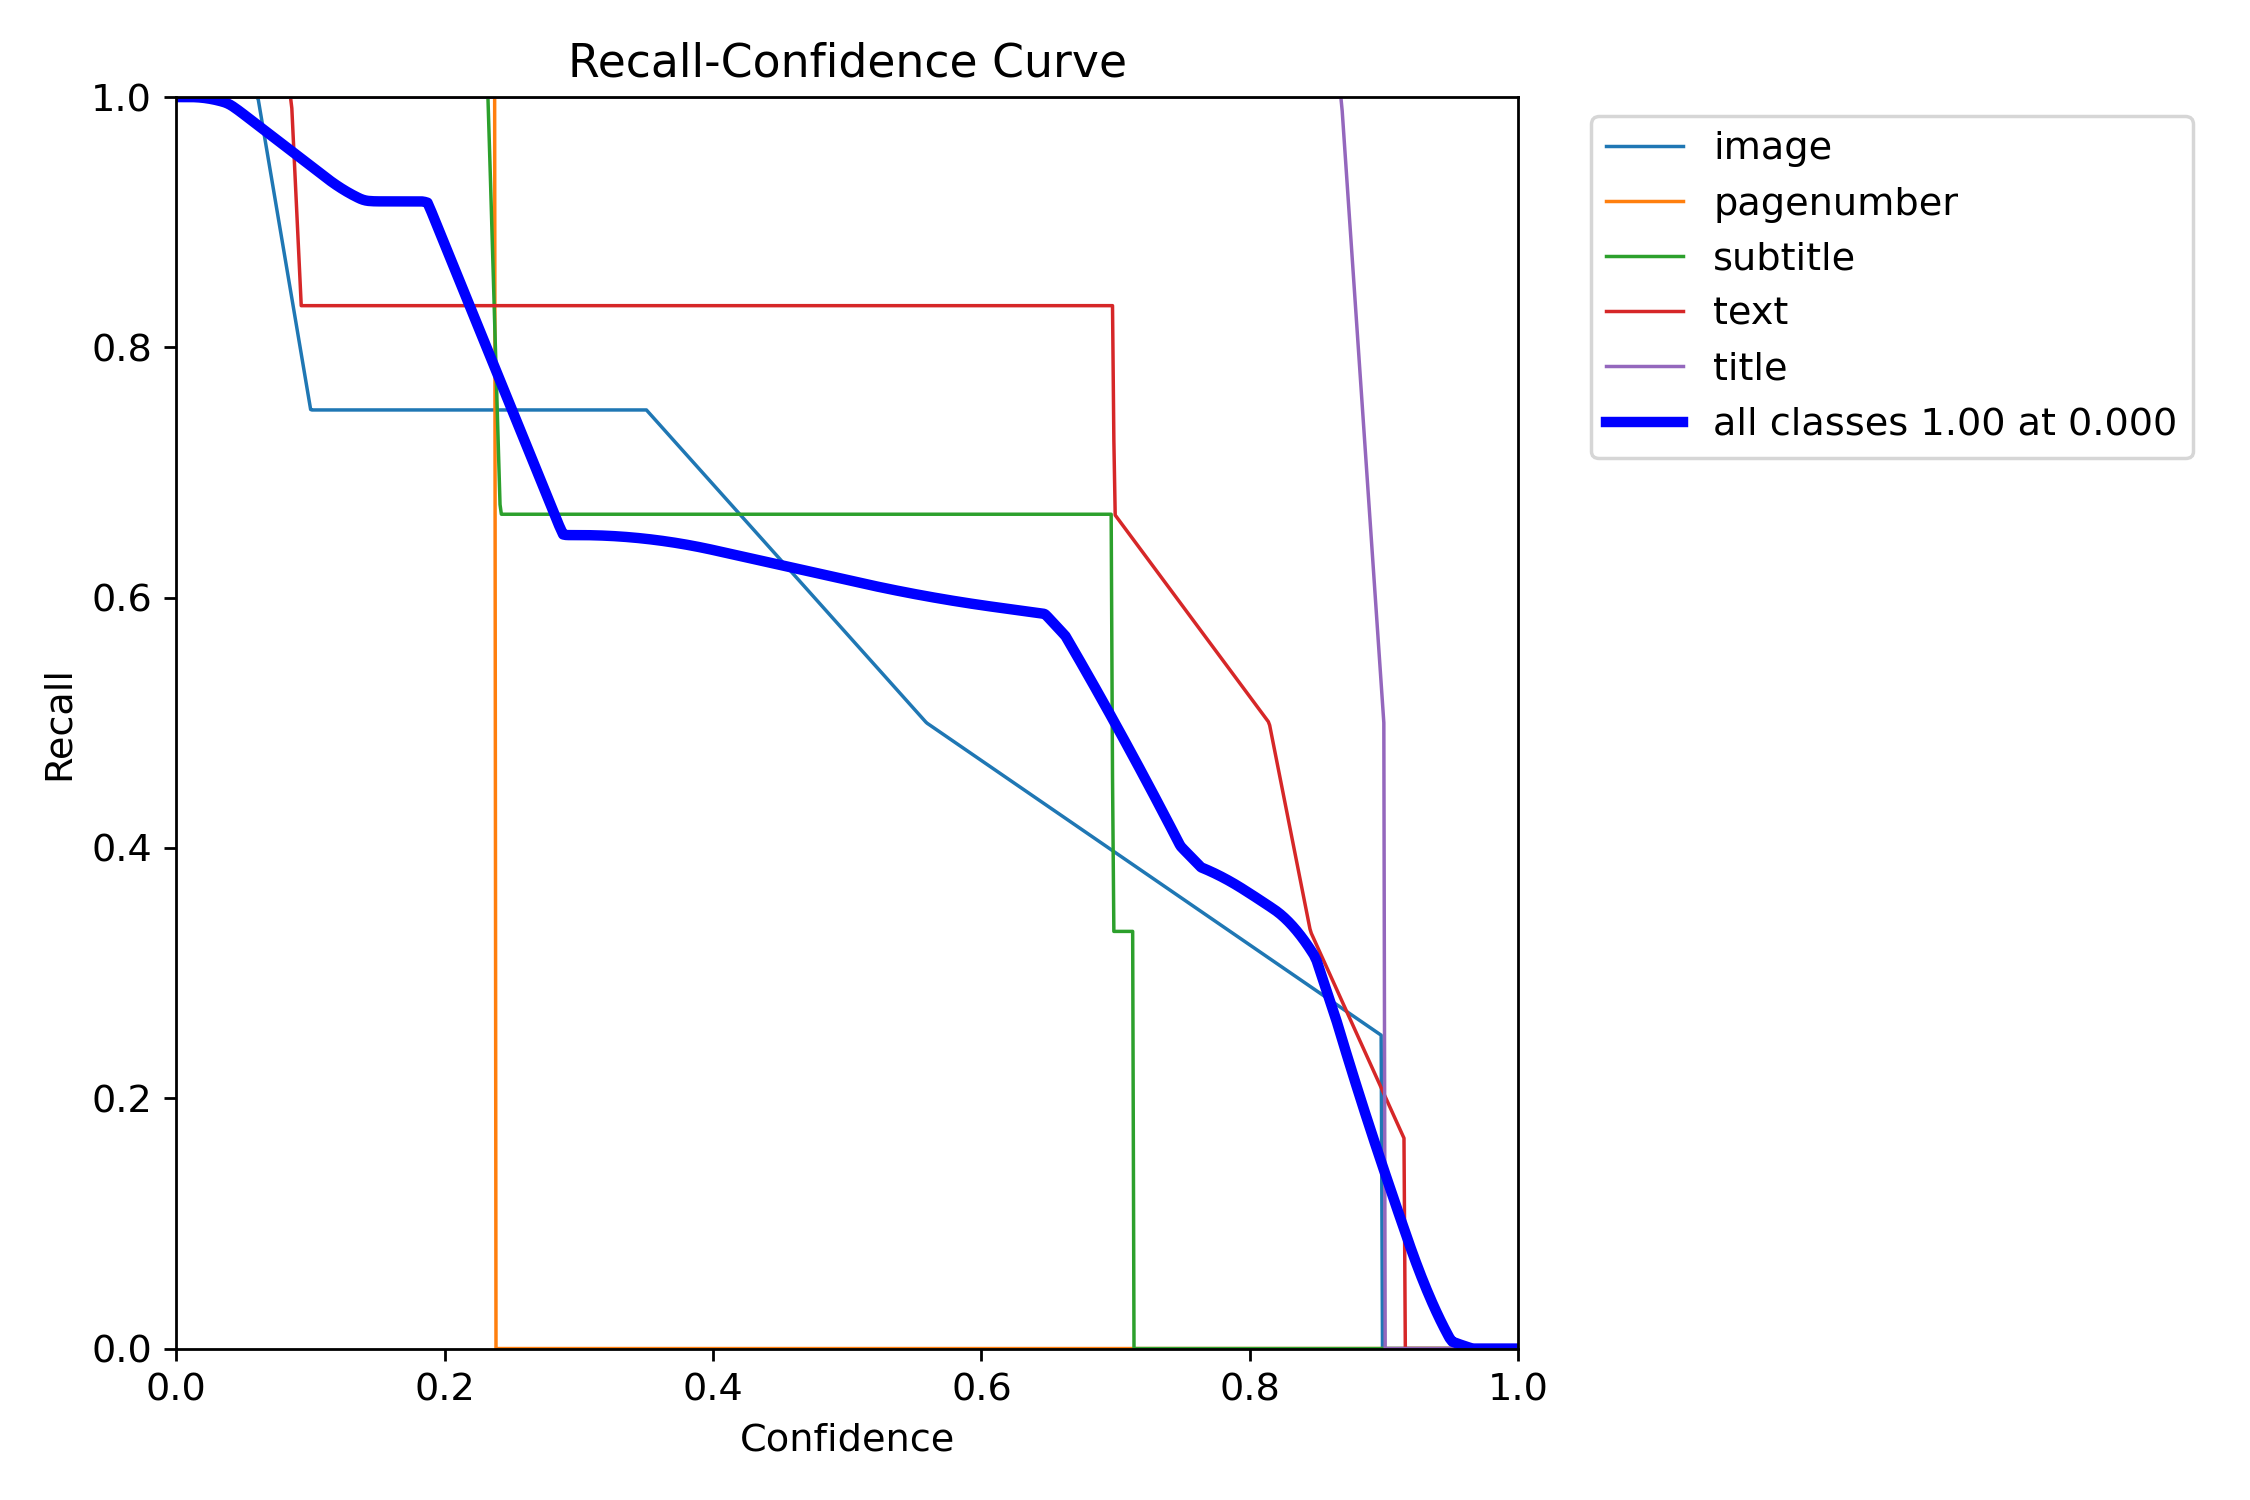 Recall-Confidence Curve
1.0
0.8
0.6
0.4
0.2
0.0
Recall
0.0 0.2 0.4 0.6 0.8 1.0
Confidence
image
pagenumber
subtitle
text
title
all classes 1.00 at 0.000